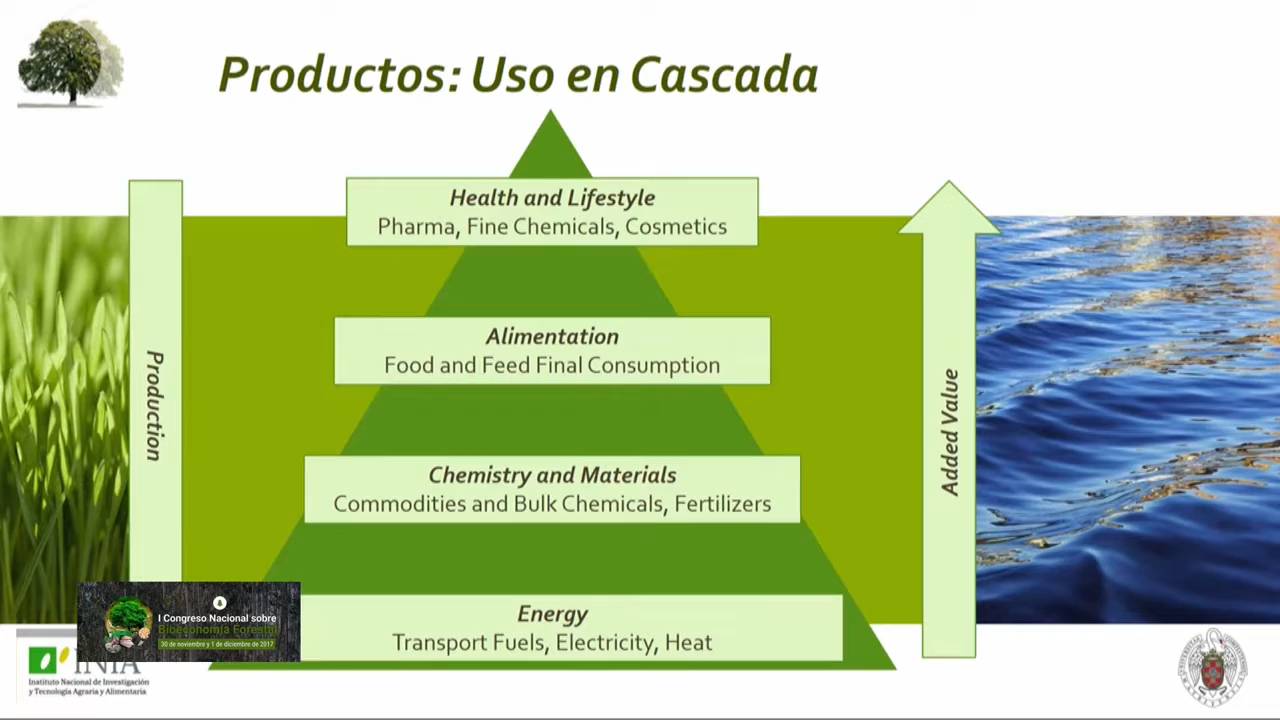 Productos: Uso en Cascada
Health and Lifestyle
Pharma, Fine Chemicals, Cosmetics
Alimentation
Food and Feed Final Consumption
Production
Added Value
Chemistry and Materials
Commodities and Bulk Chemicals, Fertilizers
Energy
Transport Fuels, Electricity, Heat
I Congreso Nacional sobre
Bioeconomía Forestal
30 de noviembre y 1 de diciembre de 2017
INIA
Instituto Nacional de Investigación
y Tecnología Agraria y Alimentaria